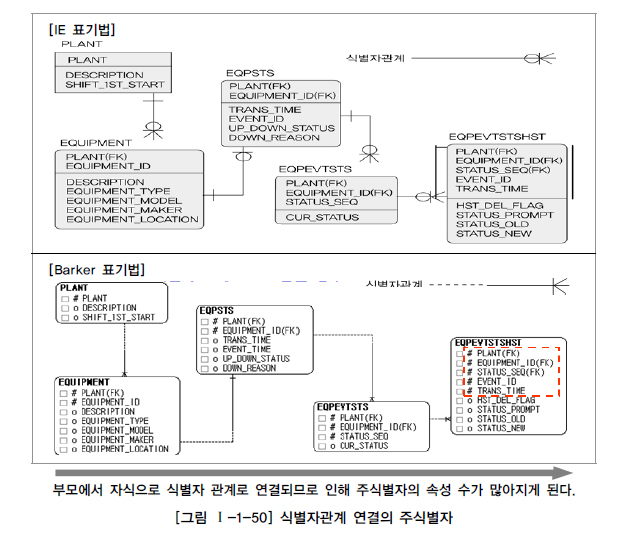 [IE 표기법]
PLANT
PLANT
DESCRIPTION
SHIFT_1ST_START
식별자관계
EQPSTS
PLANT(FK)
EQUIPMENT_ID(FK)
TRANS_TIME
EVENT_ID
UP_DOWN_STATUS
DOWN_REASON
EQUIPMENT
PLANT(FK)
EQUIPMENT_ID
DESCRIPTION
EQUIPMENT_TYPE
EQUIPMENT_MODEL
EQUIPMENT_MAKER
EQUIPMENT_LOCATION
EQPEVTSTS
PLANT(FK)
EQUIPMENT_ID(FK)
STATUS_SEQ
CUR_STATUS
EQPEVTSTSHST
PLANT(FK)
EQUIPMENT_ID(FK)
STATUS_SEQ(FK)
EVENT_ID
TRANS_TIME
HST_DEL_FLAG
STATUS_PROMPT
STATUS_OLD
STATUS_NEW
[Barker 표기법]
식별자관계
PLANT
# PLANT
o DESCRIPTION
o SHIFT_1ST_START
EQPSTS
# PLANT(FK)
# EQUIPMENT_ID(FK)
o TRANS_TIME
o EVENT_TIME
o UP_DOWN_STATUS
o DOWN_REASON
EQUIPMENT
# PLANT(FK)
# EQUIPMENT_ID
o DESCRIPTION
o EQUIPMENT_TYPE
o EQUIPMENT_MODEL
o EQUIPMENT_MAKER
o EQUIPMENT_LOCATION
EQPEYTSTS
# PLANT(FK)
# EQUIPMENT_ID(FK)
# STATUS_SEQ
o CUR_STATUS
EQPEVTSTSHST
# PLANT(FK)
# EQUIPMENT_ID(FK)
# STATUS_SEQ(FK)
# EVENT_ID
# TRANS_TIME
o HST_DEL_FLAG
o STATUS_PROMPT
o STATUS_OLD
o STATUS_NEW
부모에서 자식으로 식별자 관계로 연결되므로 인해 주식별자의 속성 수가 많아지게 된다.
[그림 Ⅰ-1-50] 식별자관계 연결의 주식별자